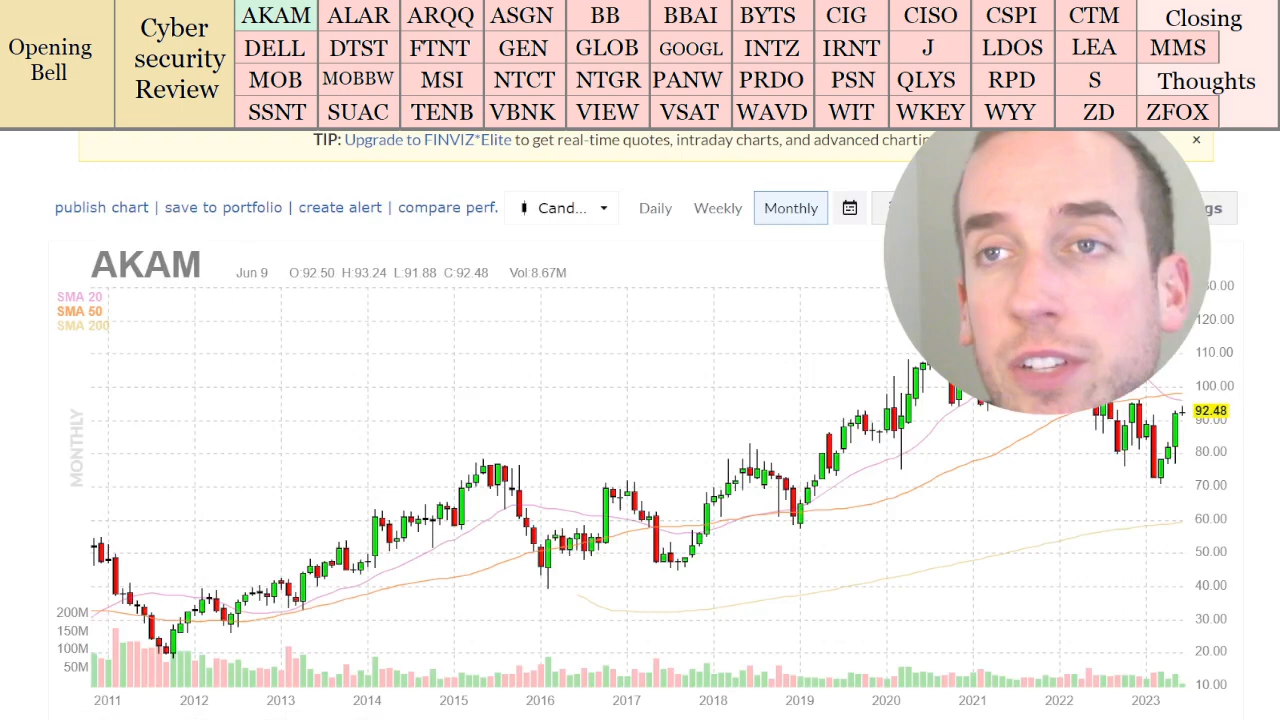 Opening Bell
Cyber security Review
AKAM ALAR ARQQ ASGN BB BBAI BYTS CIG CISO CSPI CTM Closing
DELL DTST FTNT GEN GLOB GOOGL INTZ IRNT J LDOS LEA MMS
MOB MOBBW MSI NTCT NTGR PANW PRDO PSN QLYS RPD S Thoughts
SSNT SUAC TENB VBNK VIEW VSAT WAVD WIT WKEY WYY ZD ZFOX
TIP: Upgrade to FINVIZ*Elite to get real-time quotes, intraday charts, and advanced ×
publish chart | save to portfolio | create alert | compare perf. Cand... Daily Weekly Monthly
AKAM Jun 9 O:92.50 H:93.24 L:91.88 C:92.48 Vol:8.67M
SMA 20
SMA 50
SMA 200
MONTHLY
120.00
110.00
100.00
92.48
90.00
80.00
70.00
60.00
50.00
40.00
30.00
20.00
10.00
200M
150M
100M
50M
2011 2012 2013 2014 2015 2016 2017 2018 2019 2020 2021 2022 2023